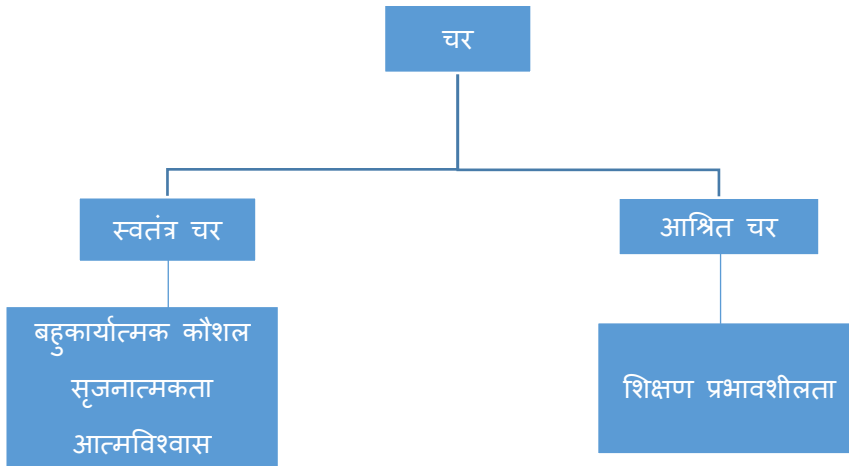 चर
स्वतंत्र चर
आश्रित चर
बहुकार्यात्मक कौशल
सृजनात्मकता
आत्मविश्वास
शिक्षण प्रभावशीलता